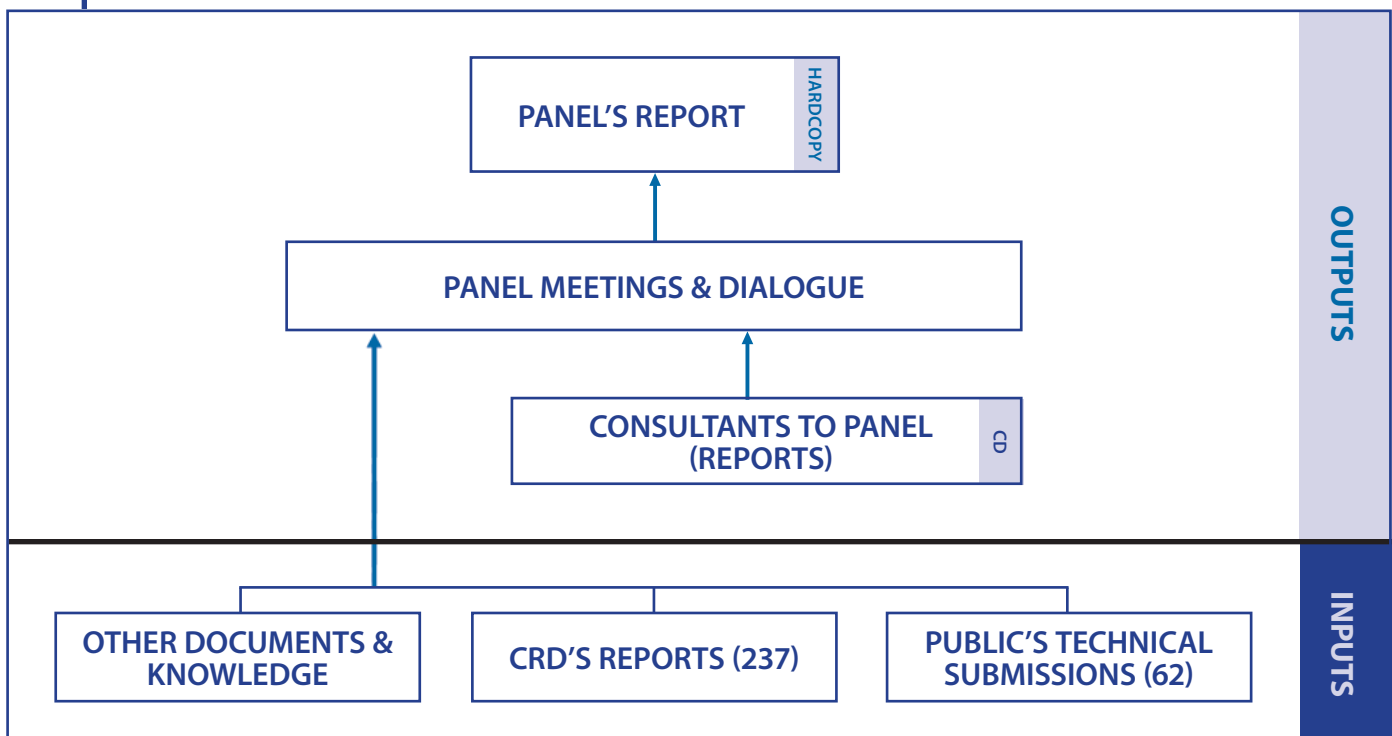 PANEL'S REPORT
HARDCOPY
PANEL MEETINGS & DIALOGUE
CONSULTANTS TO PANEL
(REPORTS)
CD
OUTPUTS
OTHER DOCUMENTS &
KNOWLEDGE
CRD'S REPORTS (237)
PUBLIC'S TECHNICAL
SUBMISSIONS (62)
INPUTS